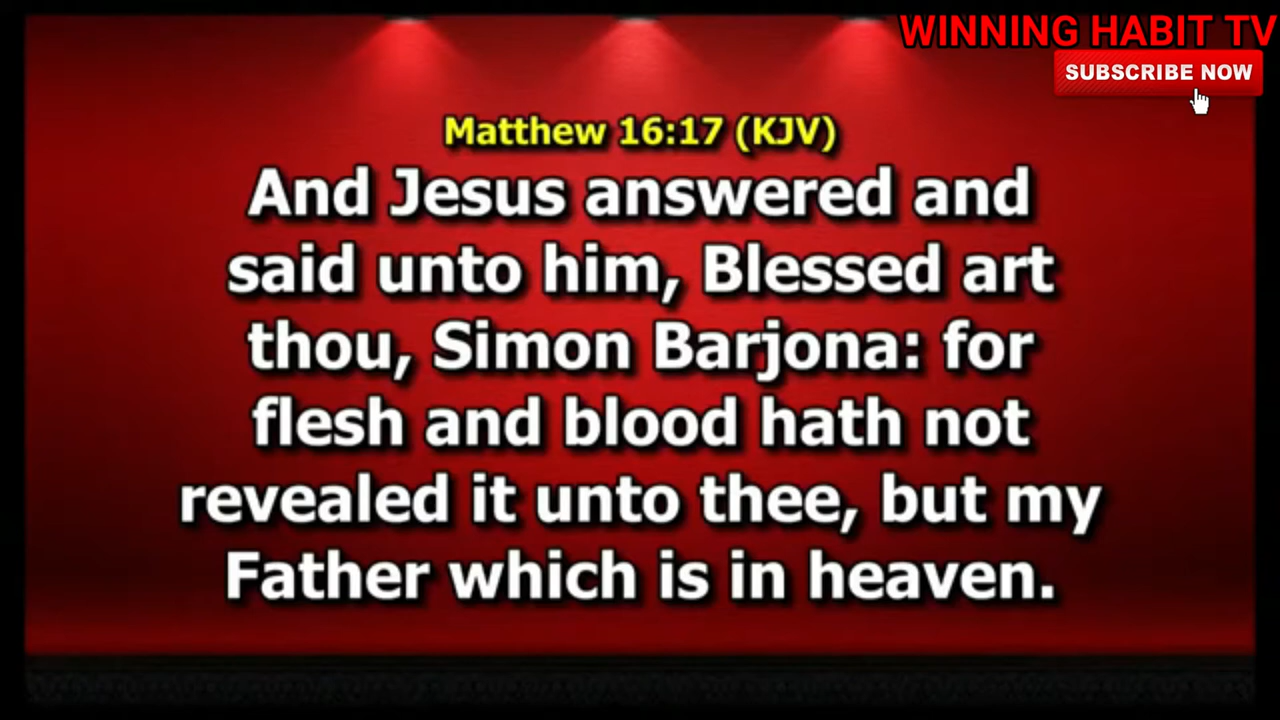 WINNING HABIT TV
SUBSCRIBE NOW
Matthew 16:17 (KJV)
And Jesus answered and
said unto him, Blessed art
thou, Simon Barjona: for
flesh and blood hath not
revealed it unto thee, but my
Father which is in heaven.